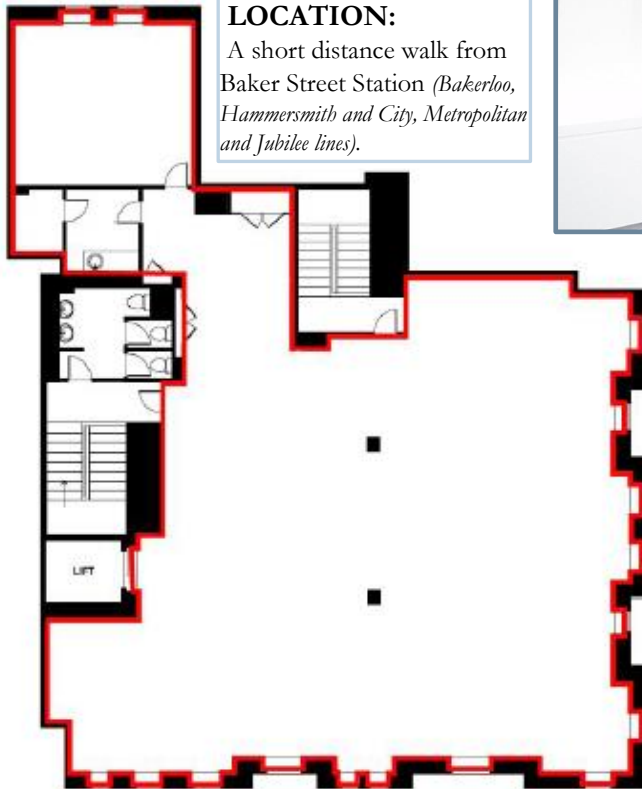 LOCATION:
A short distance walk from
Baker Street Station (Bakerloo,
Hammersmith and City, Metropolitan
and Jubilee lines).
LIFT